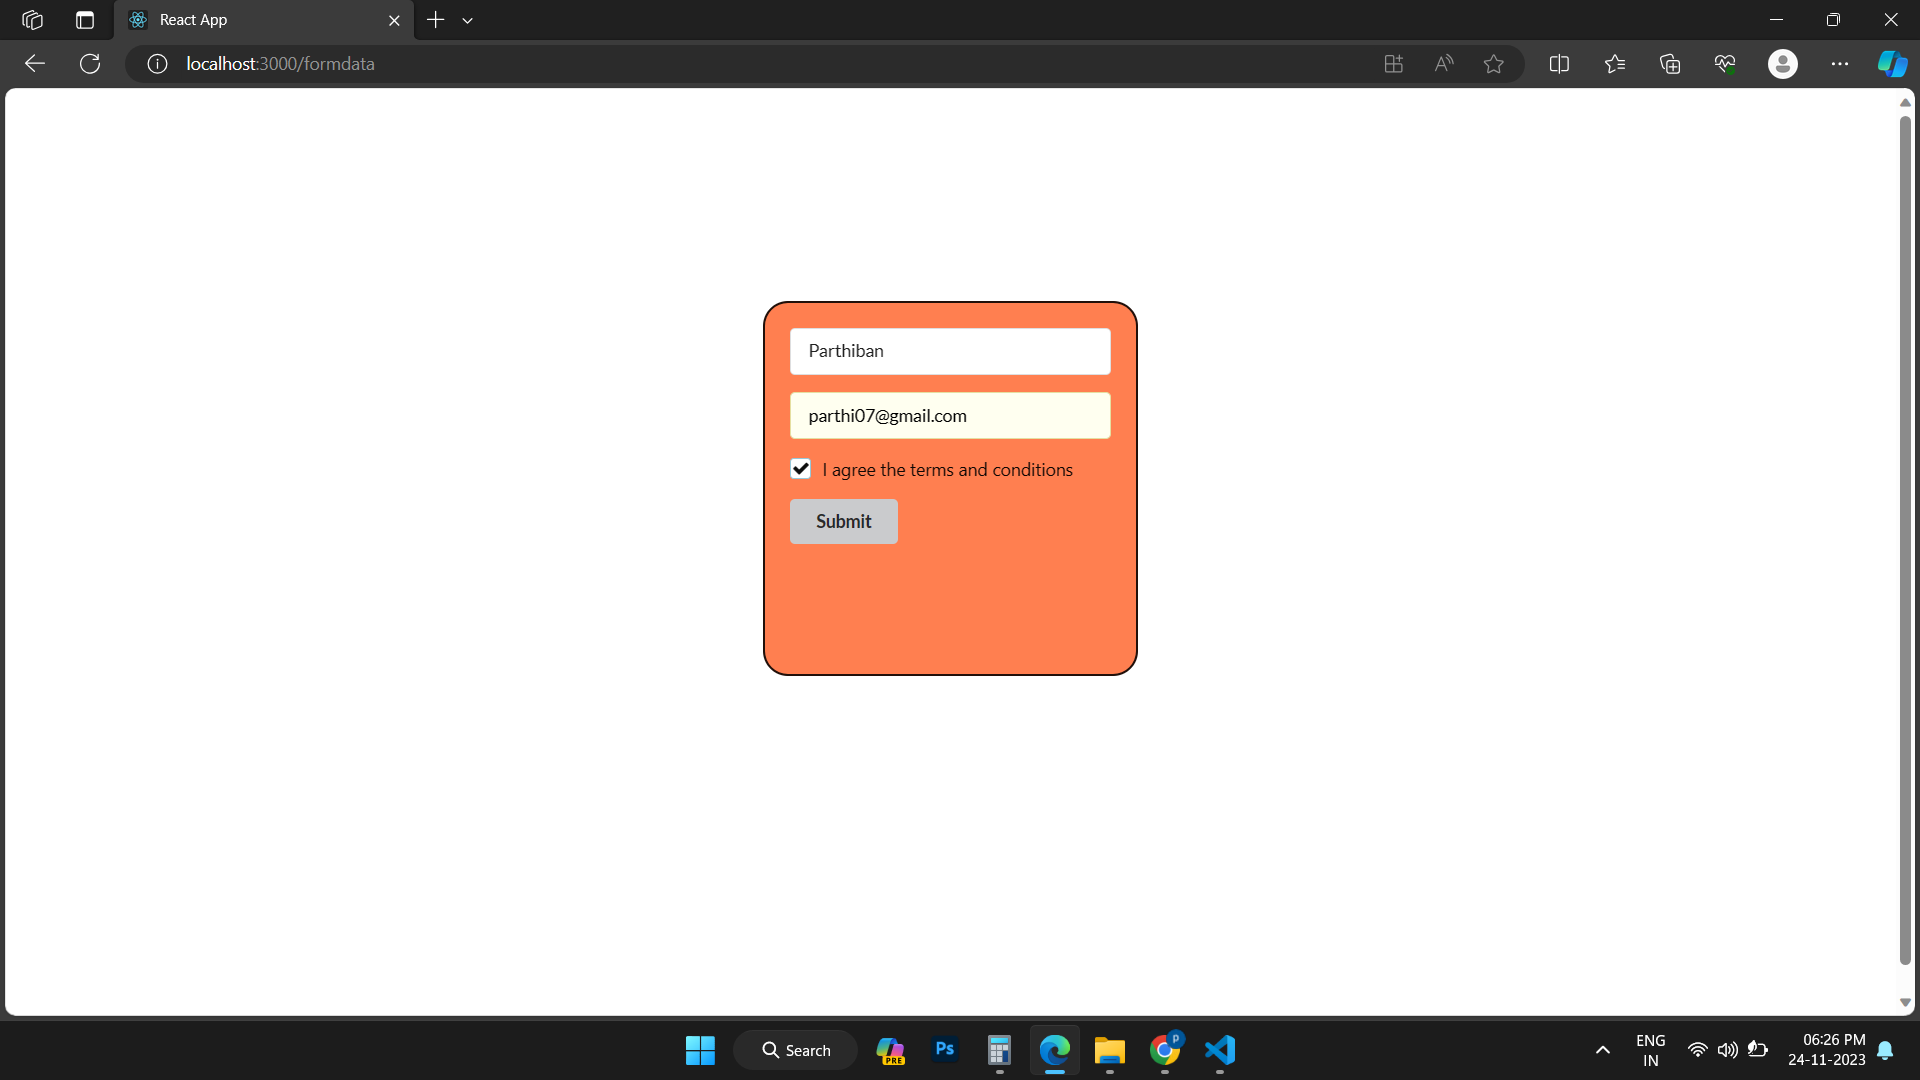 React App
localhost:3000/formdata
Parthiban
parthi07@gmail.com
I agree the terms and conditions
Submit
Search
PRE
Ps
P
ENG
IN
06:26 PM
24-11-2023